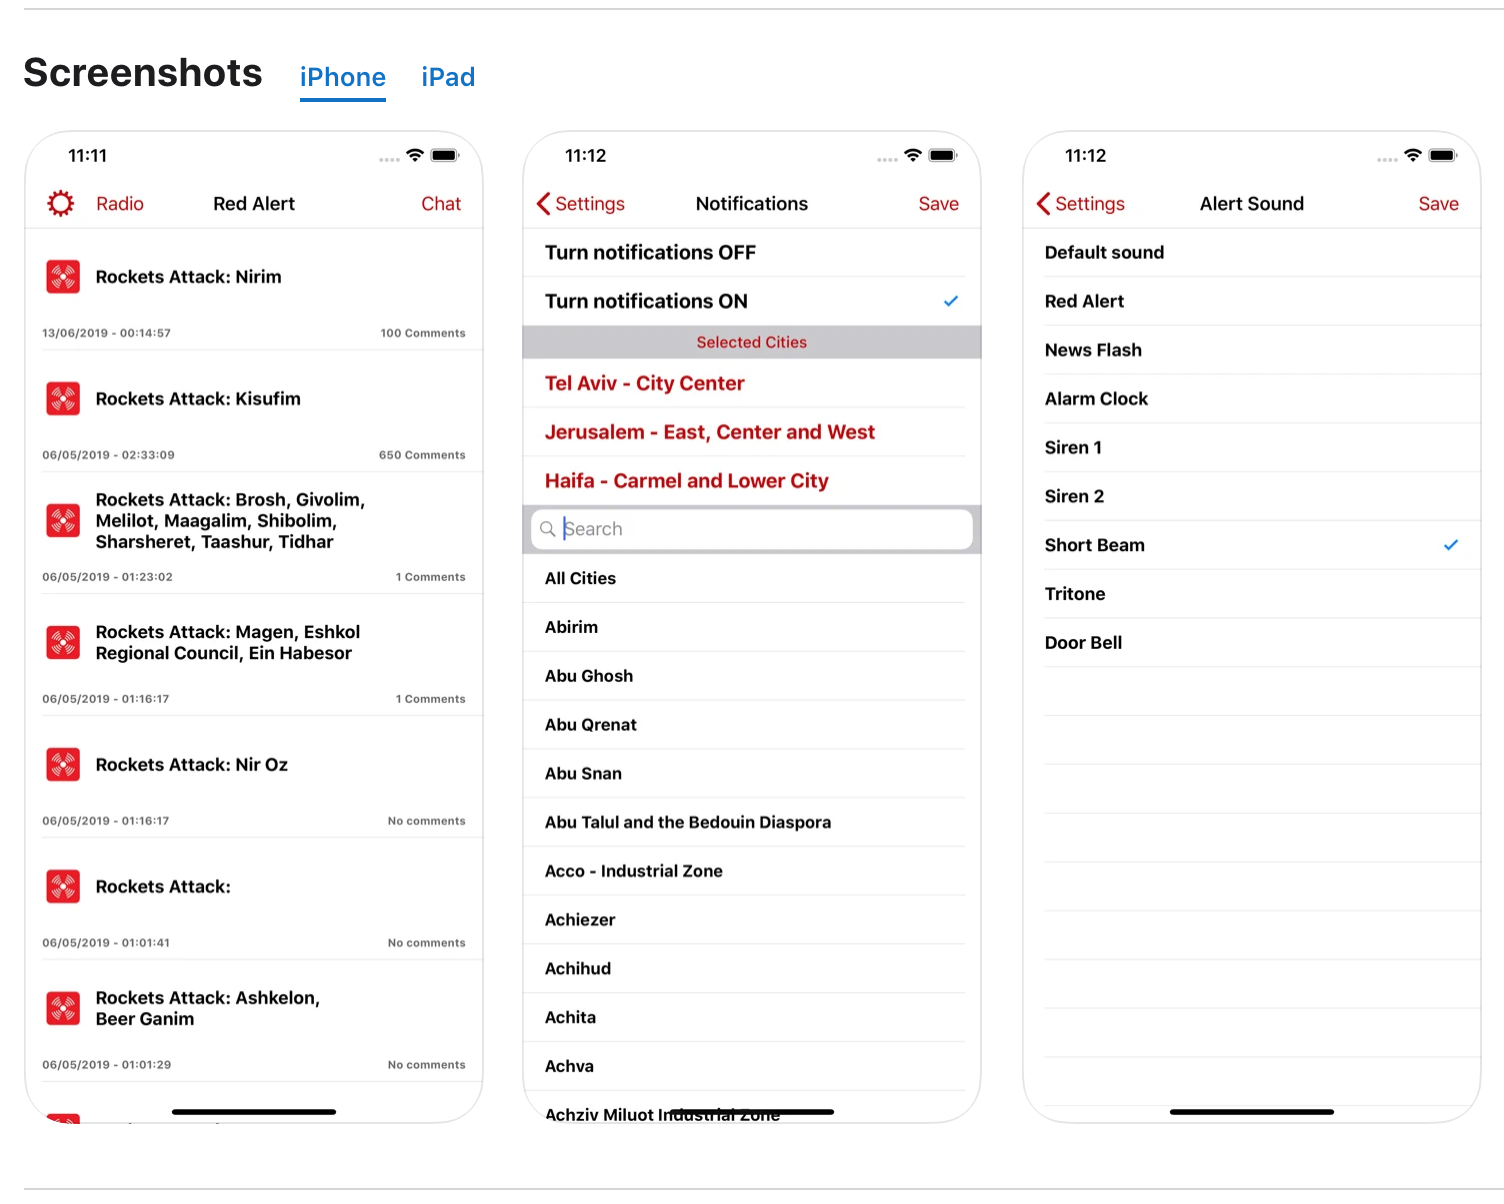 Screenshots iPhone iPad
11:11
Radio Red Alert Chat
Rockets Attack: Nirim
13/06/2019 - 00:14:57 100 Comments
Rockets Attack: Kisufim
06/05/2019 - 02:33:09 650 Comments
Rockets Attack: Brosh, Givolim,
Melilot, Maagalim, Shibolim,
Sharsheret, Taashur, Tidhar
06/05/2019 - 01:23:02 1 Comments
Rockets Attack: Magen, Eshkol
Regional Council, Ein Habesor
06/05/2019 - 01:16:17 1 Comments
Rockets Attack: Nir Oz
06/05/2019 - 01:16:17 No comments
Rockets Attack:
06/05/2019 - 01:01:41 No comments
Rockets Attack: Ashkelon,
Beer Ganim
06/05/2019 - 01:01:29 No comments
11:12
Settings Notifications Save
Turn notifications OFF
Turn notifications ON
Selected Cities
Tel Aviv - City Center
Jerusalem - East, Center and West
Haifa - Carmel and Lower City
Search
All Cities
Abirim
Abu Ghosh
Abu Qrenat
Abu Snan
Abu Talul and the Bedouin Diaspora
Acco - Industrial Zone
Achiezer
Achihud
Achita
Achva
Achziv Miluot Industrial Zone
11:12
Settings Alert Sound Save
Default sound
Red Alert
News Flash
Alarm Clock
Siren 1
Siren 2
Short Beam
Tritone
Door Bell